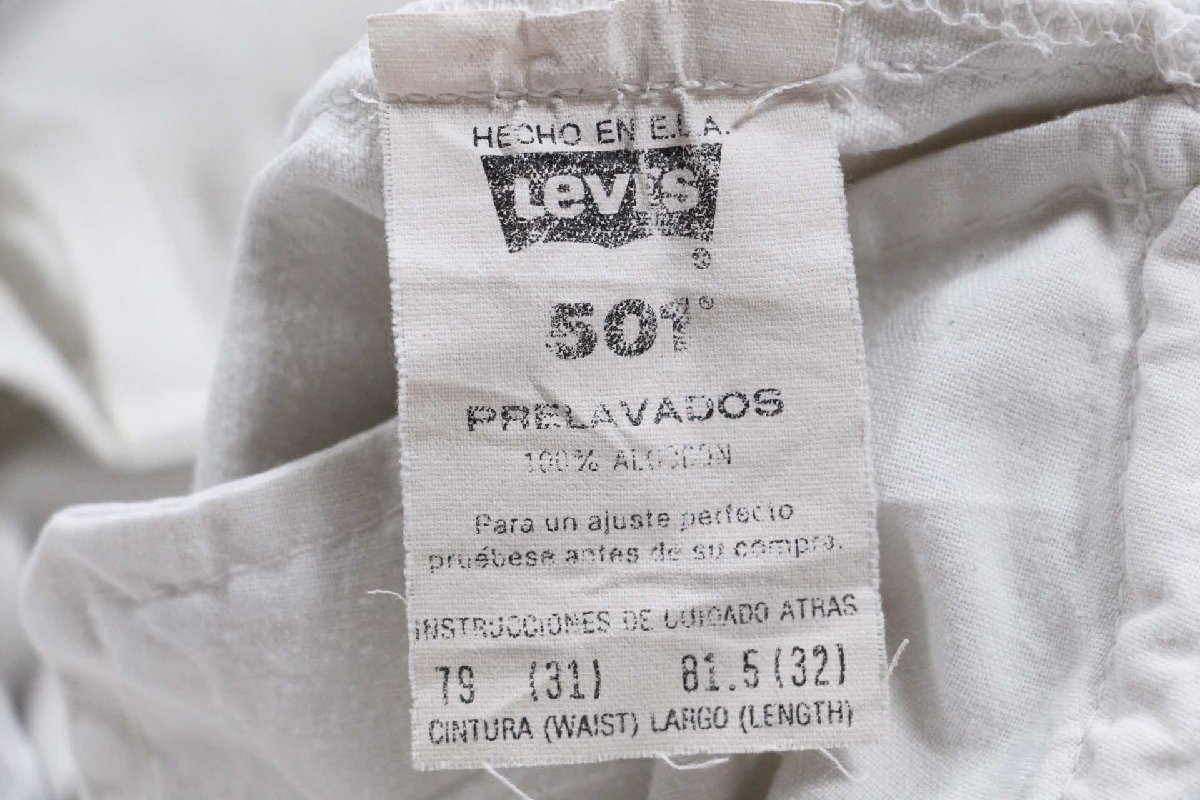 HECHO EN E.U.A.
LEVI'S
®
501®
PRELAVADOS
100% ALGODON
Para un ajuste perfecto
pruébese antes de su compra.
INSTRUCCIONES DE CUIDADO ATRAS
79 (31) 81.5 (32)
CINTURA (WAIST) LARGO (LENGTH)